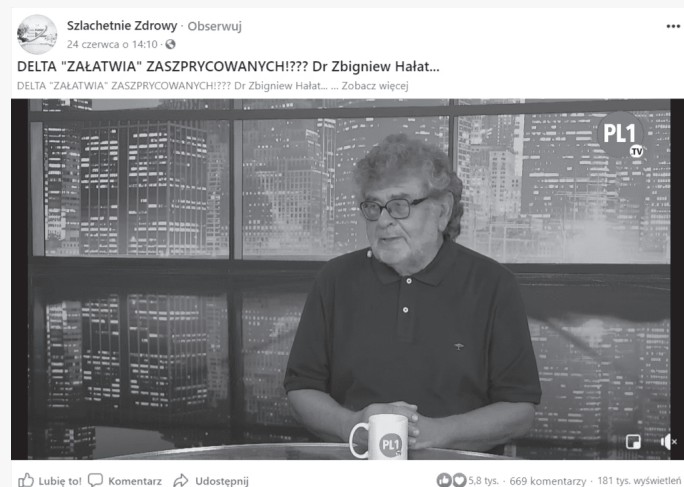 Szlachetnie Zdrowy · Obserwuj
24 czerwca o 14:10 ·
DELTA "ZAŁATWIA" ZASZPRYCOWANYCH!??? Dr Zbigniew Hałat...
DELTA "ZAŁATWIA" ZASZPRYCOWANYCH!??? Dr Zbigniew Hałat... ... Zobacz więcej
PL1
TV
PL1
Lubię to! Komentarz Udostępnij 5,8 tys. · 669 komentarzy · 181 tys. wyświetleń